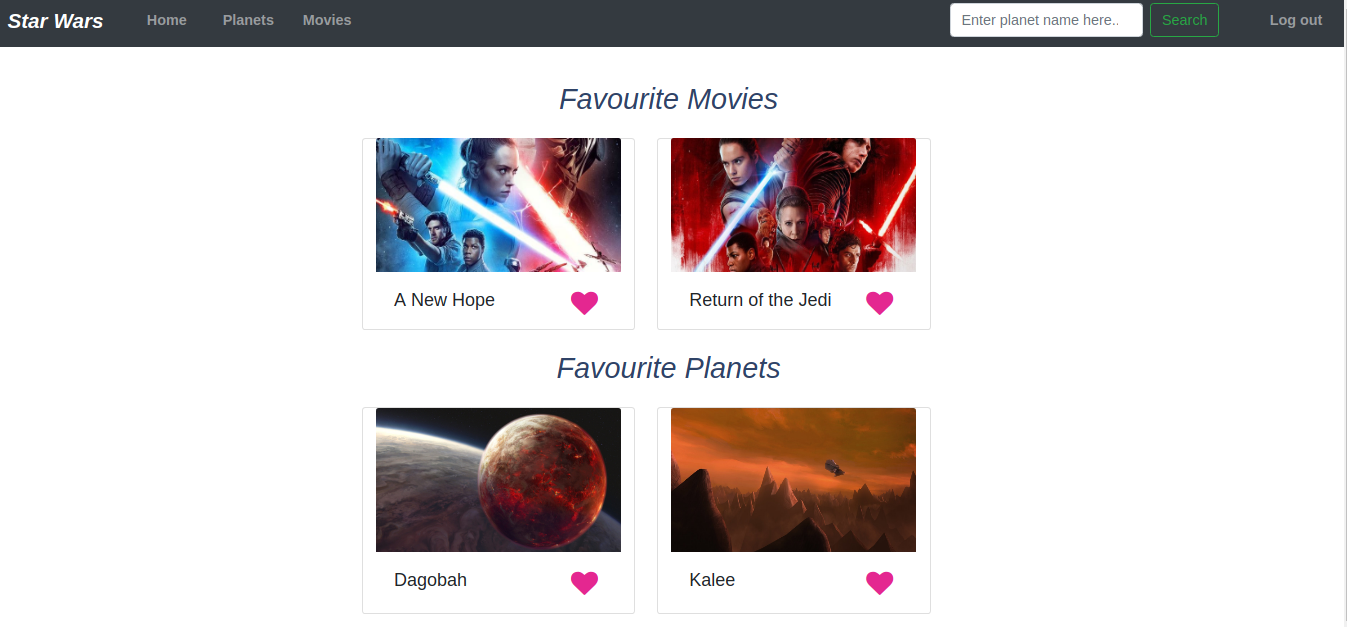 Star Wars Home Planets Movies Enter planet name here.. Search Log out
Favourite Movies
A New Hope Return of the Jedi
Favourite Planets
Dagobah Kalee